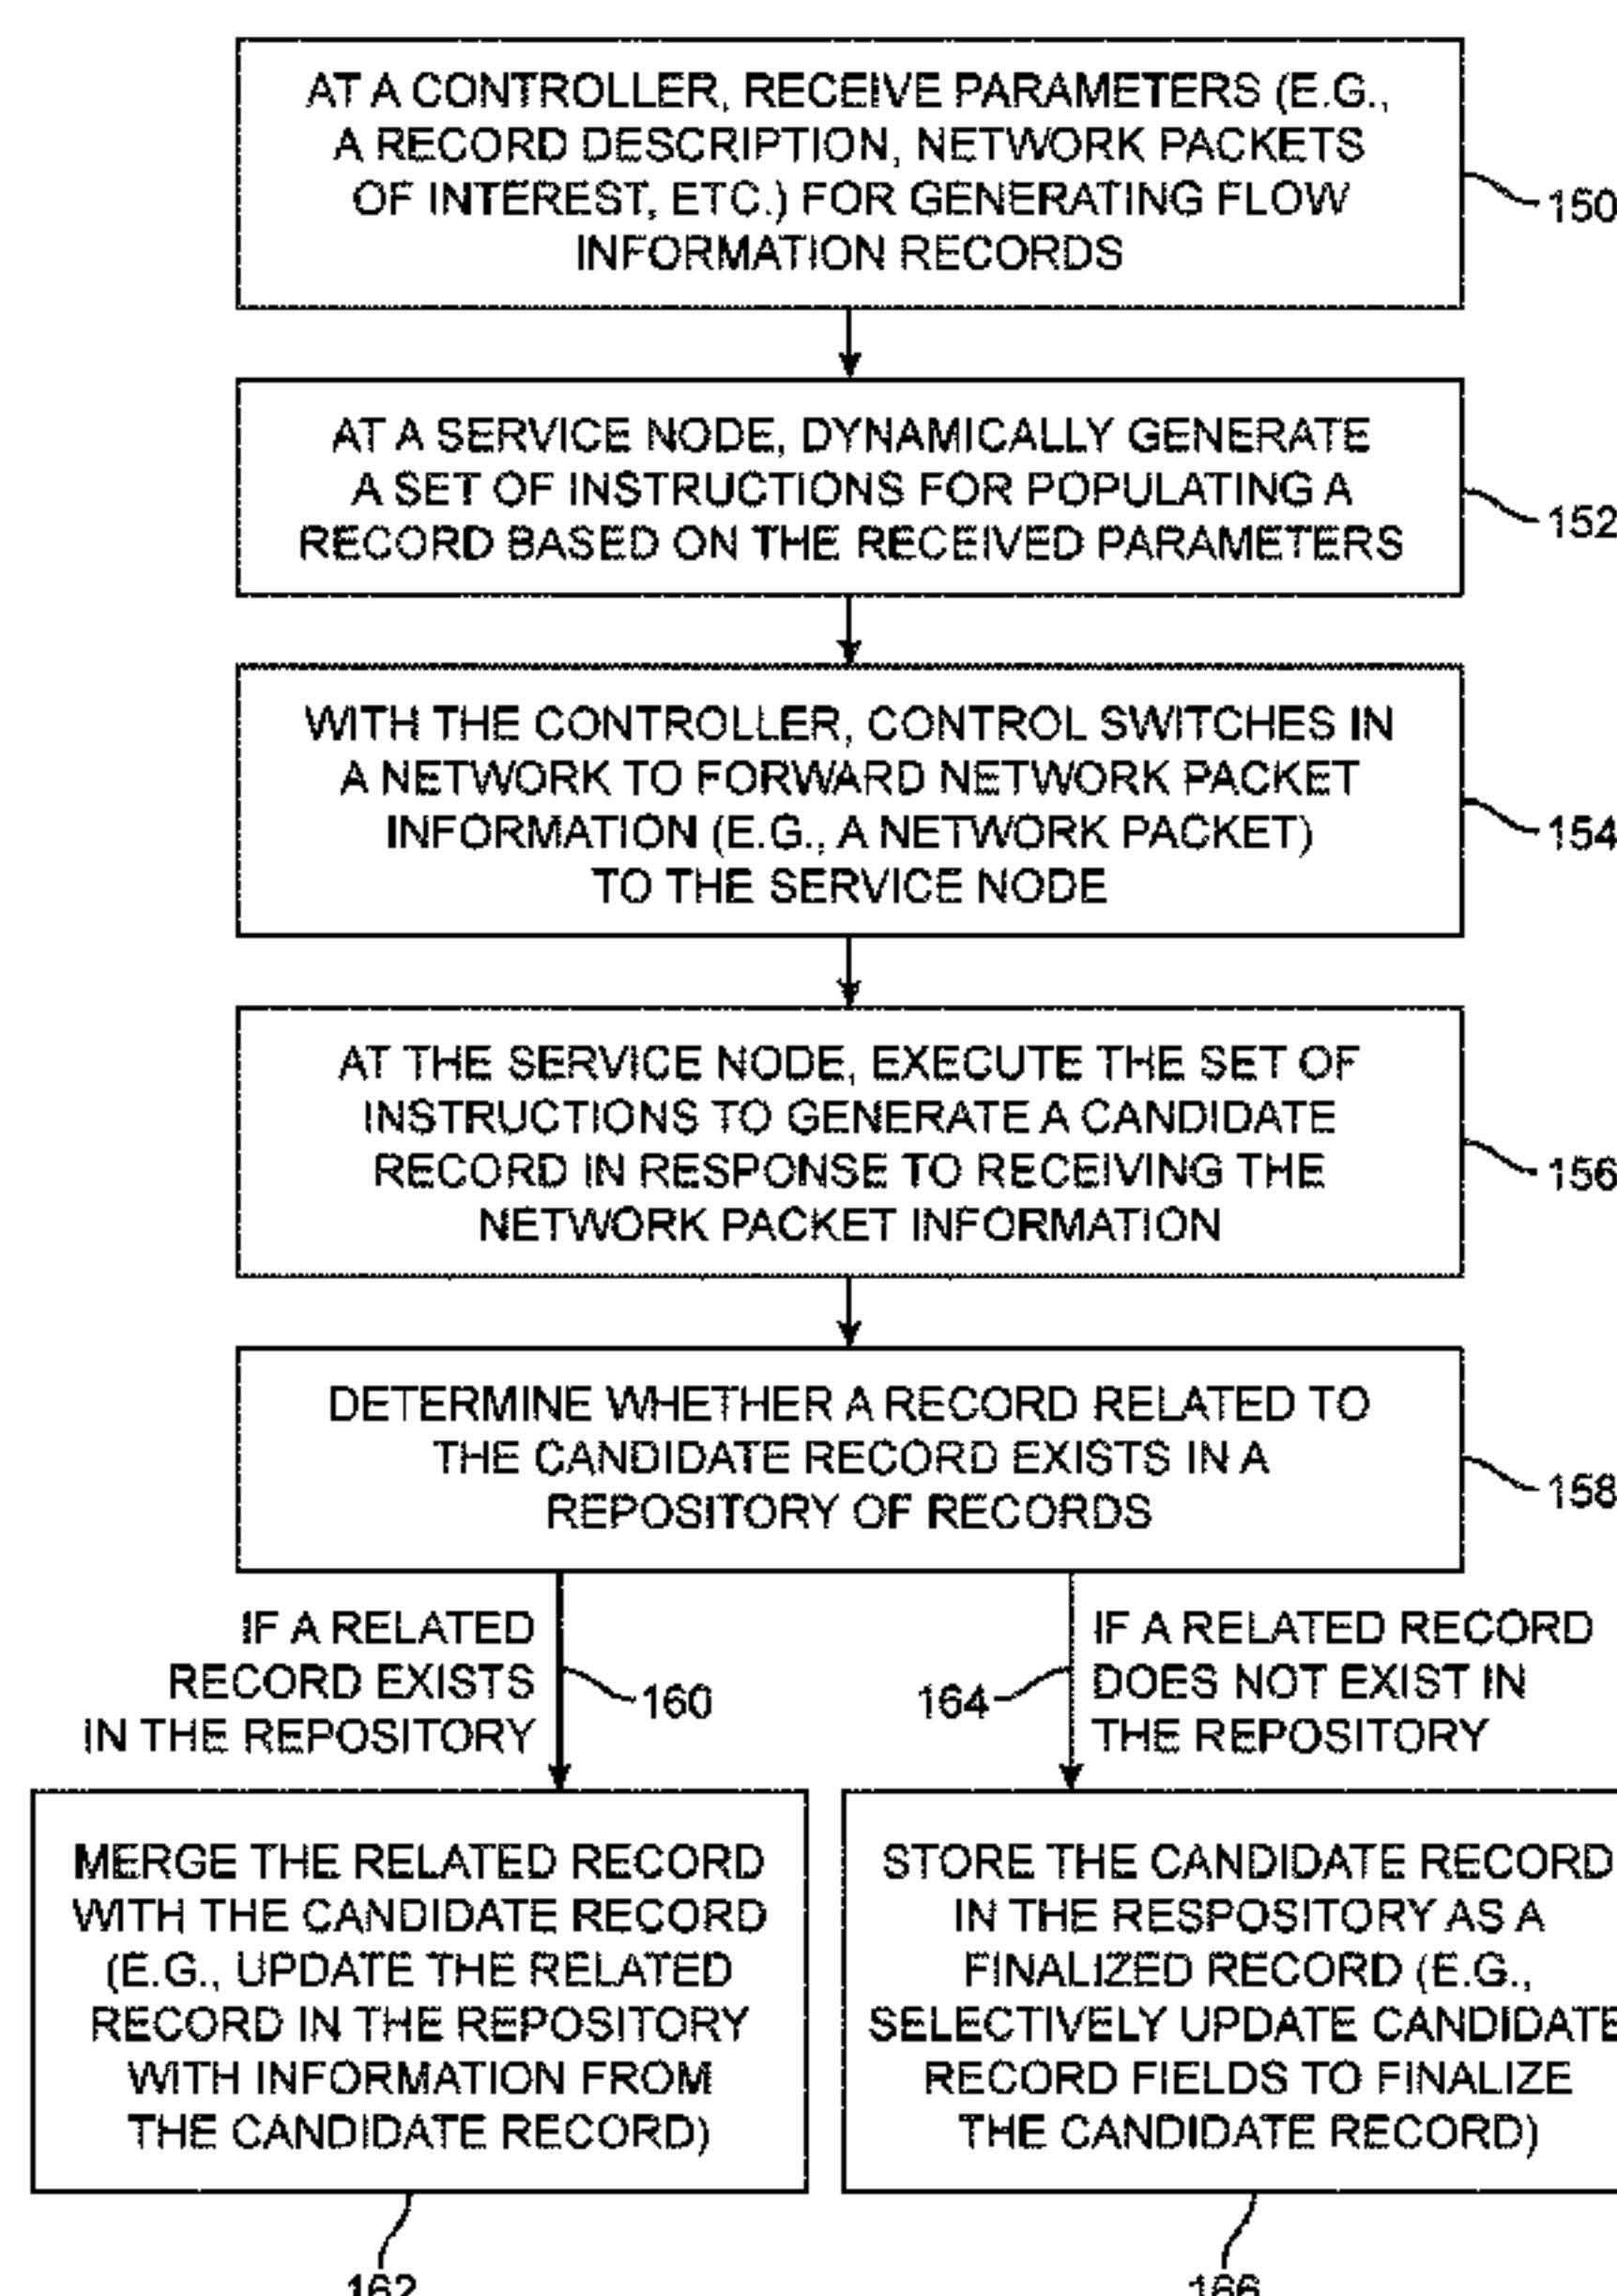 AT A CONTROLLER, RECEIVE PARAMETERS (E.G.,
A RECORD DESCRIPTION, NETWORK PACKETS
OF INTEREST, ETC.) FOR GENERATING FLOW
INFORMATION RECORDS
150
AT A SERVICE NODE, DYNAMICALLY GENERATE
A SET OF INSTRUCTIONS FOR POPULATING A
RECORD BASED ON THE RECEIVED PARAMETERS
152
WITH THE CONTROLLER, CONTROL SWITCHES IN
A NETWORK TO FORWARD NETWORK PACKET
INFORMATION (E.G., A NETWORK PACKET)
TO THE SERVICE NODE
154
AT THE SERVICE NODE, EXECUTE THE SET OF
INSTRUCTIONS TO GENERATE A CANDIDATE
RECORD IN RESPONSE TO RECEIVING THE
NETWORK PACKET INFORMATION
156
DETERMINE WHETHER A RECORD RELATED TO
THE CANDIDATE RECORD EXISTS IN A
REPOSITORY OF RECORDS
158
IF A RELATED
RECORD EXISTS
IN THE REPOSITORY
160
164
IF A RELATED RECORD
DOES NOT EXIST IN
THE REPOSITORY
MERGE THE RELATED RECORD
WITH THE CANDIDATE RECORD
(E.G., UPDATE THE RELATED
RECORD IN THE REPOSITORY
WITH INFORMATION FROM
THE CANDIDATE RECORD)
162
STORE THE CANDIDATE RECORD
IN THE RESPOSITORY AS A
FINALIZED RECORD (E.G.,
SELECTIVELY UPDATE CANDIDATE
RECORD FIELDS TO FINALIZE
THE CANDIDATE RECORD)
166